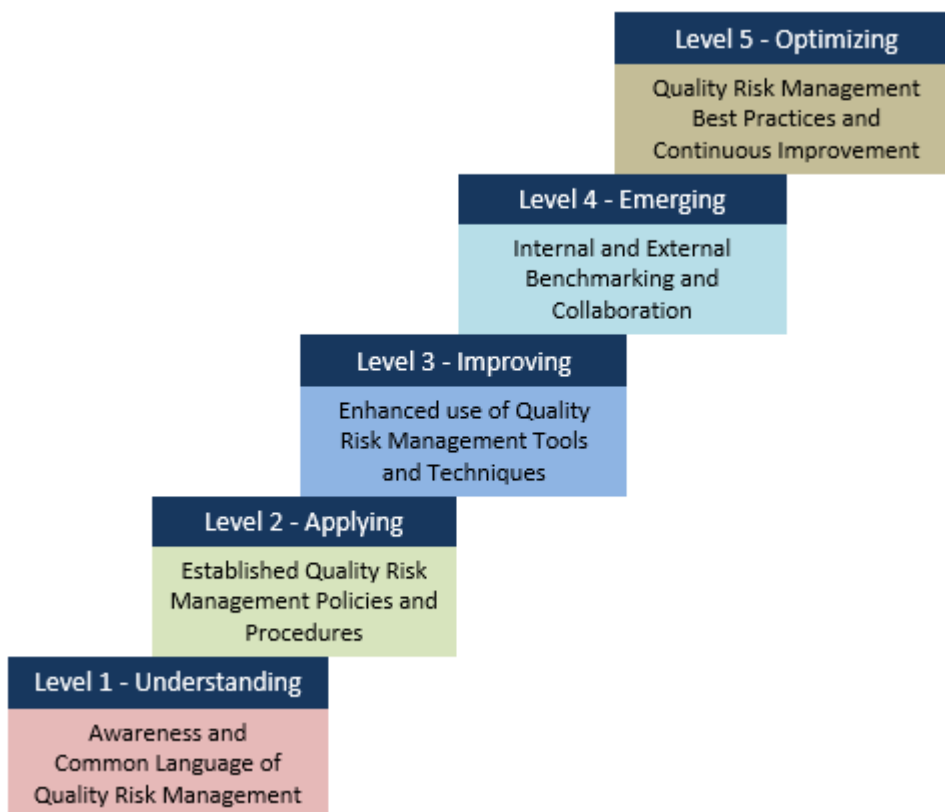 Level 5 - Optimizing
Quality Risk Management
Best Practices and
Continuous Improvement
Level 4 - Emerging
Internal and External
Benchmarking and
Collaboration
Level 3 - Improving
Enhanced use of Quality
Risk Management Tools
and Techniques
Level 2 - Applying
Established Quality Risk
Management Policies and
Procedures
Level 1 - Understanding
Awareness and
Common Language of
Quality Risk Management